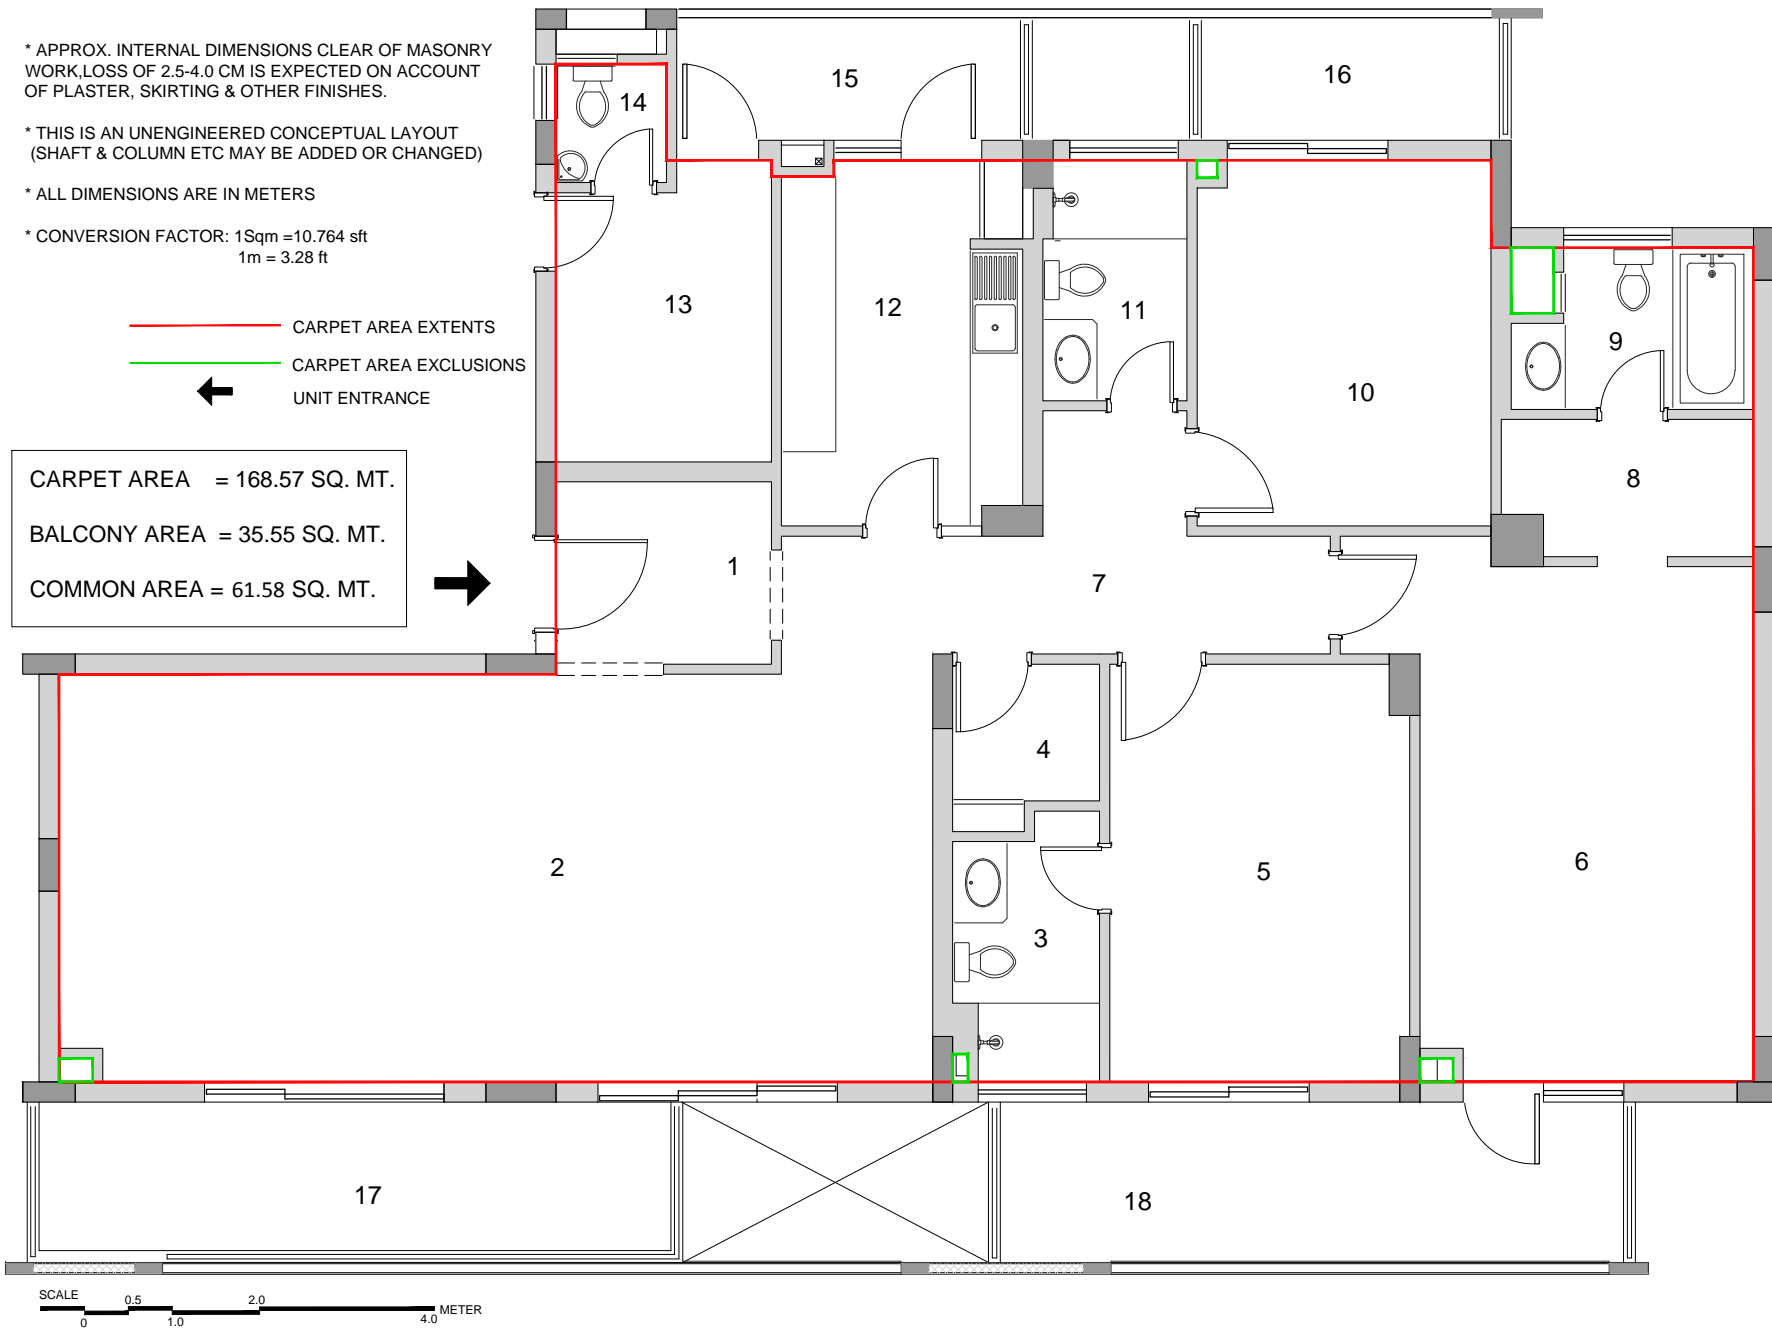 * APPROX. INTERNAL DIMENSIONS CLEAR OF MASONRY
WORK,LOSS OF 2.5-4.0 CM IS EXPECTED ON ACCOUNT
OF PLASTER, SKIRTING & OTHER FINISHES.
* THIS IS AN UNENGINEERED CONCEPTUAL LAYOUT
(SHAFT & COLUMN ETC MAY BE ADDED OR CHANGED)
* ALL DIMENSIONS ARE IN METERS
* CONVERSION FACTOR: 1Sqm =10.764 sft
1m = 3.28 ft
CARPET AREA EXTENTS
CARPET AREA EXCLUSIONS
UNIT ENTRANCE
CARPET AREA = 168.57 SQ. MT.
BALCONY AREA = 35.55 SQ. MT.
COMMON AREA = 61.58 SQ. MT.
15
16
14
13
12
11
9
10
8
1
7
4
2
5
6
3
17
18
SCALE
0.5
2.0
METER
0
1.0
4.0